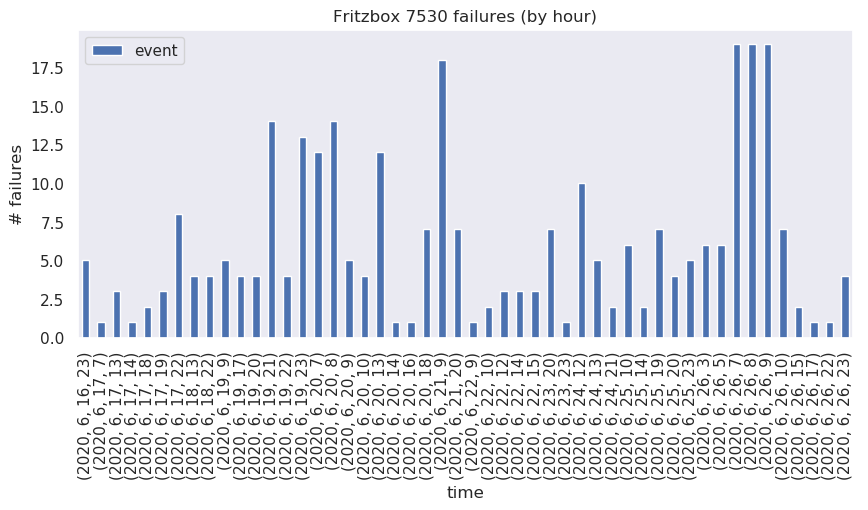 Fritzbox 7530 failures (by hour)
event
# failures
17.5
15.0
12.5
10.0
7.5
5.0
2.5
0.0
(2020, 6, 16, 23)
(2020, 6, 17, 7)
(2020, 6, 17, 13)
(2020, 6, 17, 14)
(2020, 6, 17, 18)
(2020, 6, 17, 19)
(2020, 6, 17, 22)
(2020, 6, 18, 13)
(2020, 6, 18, 22)
(2020, 6, 19, 9)
(2020, 6, 19, 17)
(2020, 6, 19, 20)
(2020, 6, 19, 21)
(2020, 6, 19, 22)
(2020, 6, 19, 23)
(2020, 6, 20, 7)
(2020, 6, 20, 8)
(2020, 6, 20, 9)
(2020, 6, 20, 10)
(2020, 6, 20, 13)
(2020, 6, 20, 14)
(2020, 6, 20, 16)
(2020, 6, 20, 18)
(2020, 6, 21, 9)
(2020, 6, 21, 20)
(2020, 6, 22, 9)
(2020, 6, 22, 10)
(2020, 6, 22, 12)
(2020, 6, 22, 14)
(2020, 6, 22, 15)
(2020, 6, 23, 20)
(2020, 6, 23, 23)
(2020, 6, 24, 12)
(2020, 6, 24, 13)
(2020, 6, 24, 21)
(2020, 6, 25, 10)
(2020, 6, 25, 14)
(2020, 6, 25, 19)
(2020, 6, 25, 20)
(2020, 6, 25, 23)
(2020, 6, 26, 3)
(2020, 6, 26, 5)
(2020, 6, 26, 7)
(2020, 6, 26, 8)
(2020, 6, 26, 9)
(2020, 6, 26, 10)
(2020, 6, 26, 15)
(2020, 6, 26, 17)
(2020, 6, 26, 22)
(2020, 6, 26, 23)
time